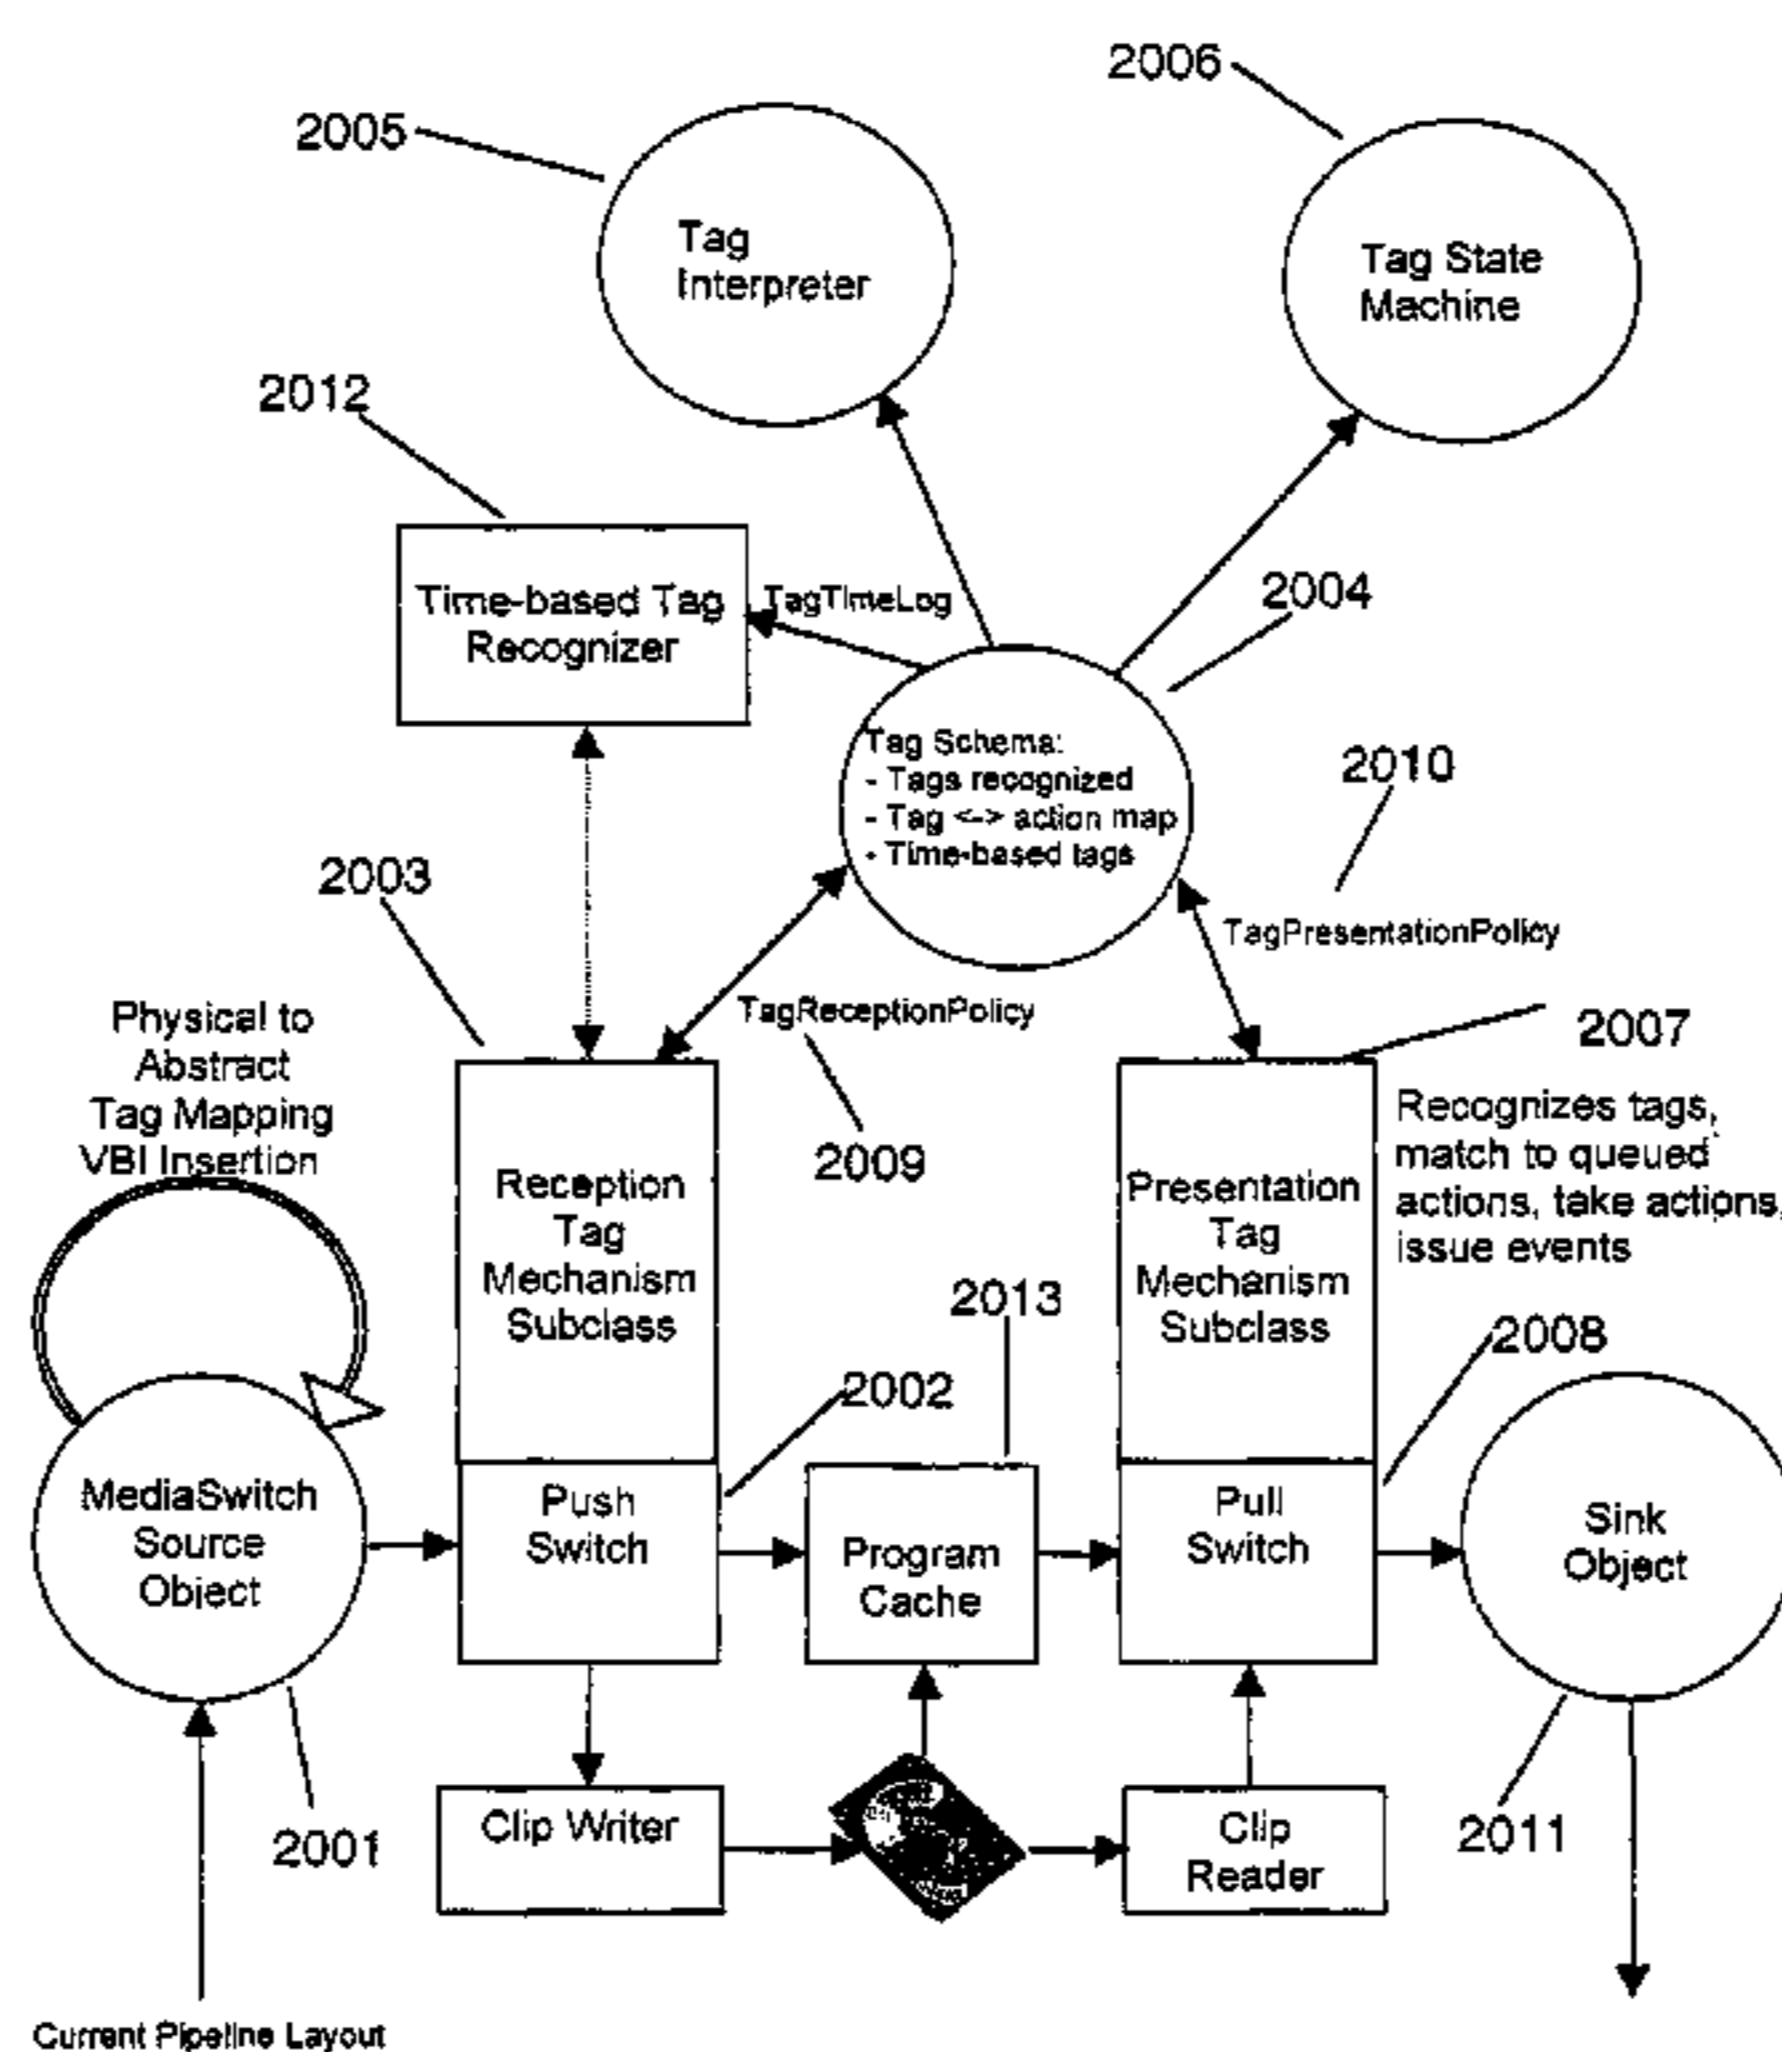 2006
2005
Tag
Interpreter
Tag State
Machine
2012
Time-based Tag
Recognizer
TagTimeLog
2004
Tag Schema:
- Tags recognized
- Tag <-> action map
- Time-based tags
2010
TagPresentationPolicy
2003
TagReceptionPolicy
2009
2007
Physical to
Abstract
Tag Mapping
VBI Insertion
Reception
Tag
Mechanism
Subclass
Presentation
Tag
Mechanism
Subclass
Recognizes tags,
match to queued
actions, take actions,
issue events
2013
2008
2002
MediaSwitch
Source
Object
Push
Switch
Program
Cache
Pull
Switch
Sink
Object
2001
Clip Writer
Clip
Reader
2011
Current Pipeline Layout